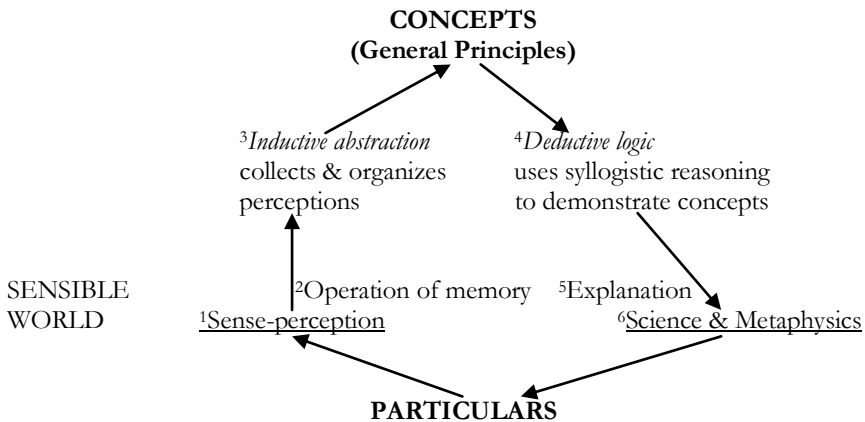 CONCEPTS
(General Principles)
³Inductive abstraction
collects & organizes
perceptions
⁴Deductive logic
uses syllogistic reasoning
to demonstrate concepts
SENSIBLE
WORLD
²Operation of memory
¹Sense-perception
⁵Explanation
⁶Science & Metaphysics
PARTICULARS